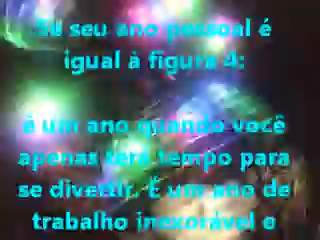 Se seu ano pessoal é
igual à figura 4:
é um ano quando você
apenas terá tempo para
se divertir. É um ano de
trabalho inexorável e